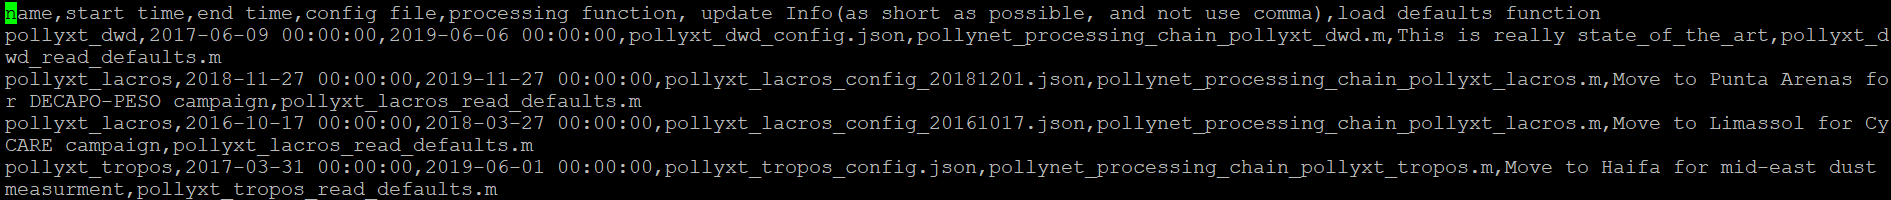 name,start time,end time,config file,processing function, update Info(as short as possible, and not use comma),load defaults function
pollyxt_dwd,2017-06-09 00:00:00,2019-06-06 00:00:00,pollyxt_dwd_config.json,pollynet_processing_chain_pollyxt_dwd.m,This is really state_of_the_art,pollyxt_d
wd_read_defaults.m
pollyxt_lacros,2018-11-27 00:00:00,2019-11-27 00:00:00,pollyxt_lacros_config_20181201.json,pollynet_processing_chain_pollyxt_lacros.m,Move to Punta Arenas fo
r DECAPO-PESO campaign,pollyxt_lacros_read_defaults.m
pollyxt_lacros,2016-10-17 00:00:00,2018-03-27 00:00:00,pollyxt_lacros_config_20161017.json,pollynet_processing_chain_pollyxt_lacros.m,Move to Limassol for Cy
CARE campaign,pollyxt_lacros_read_defaults.m
pollyxt_tropos,2017-03-31 00:00:00,2019-06-01 00:00:00,pollyxt_tropos_config.json,pollynet_processing_chain_pollyxt_tropos.m,Move to Haifa for mid-east dust
measurment,pollyxt_tropos_read_defaults.m